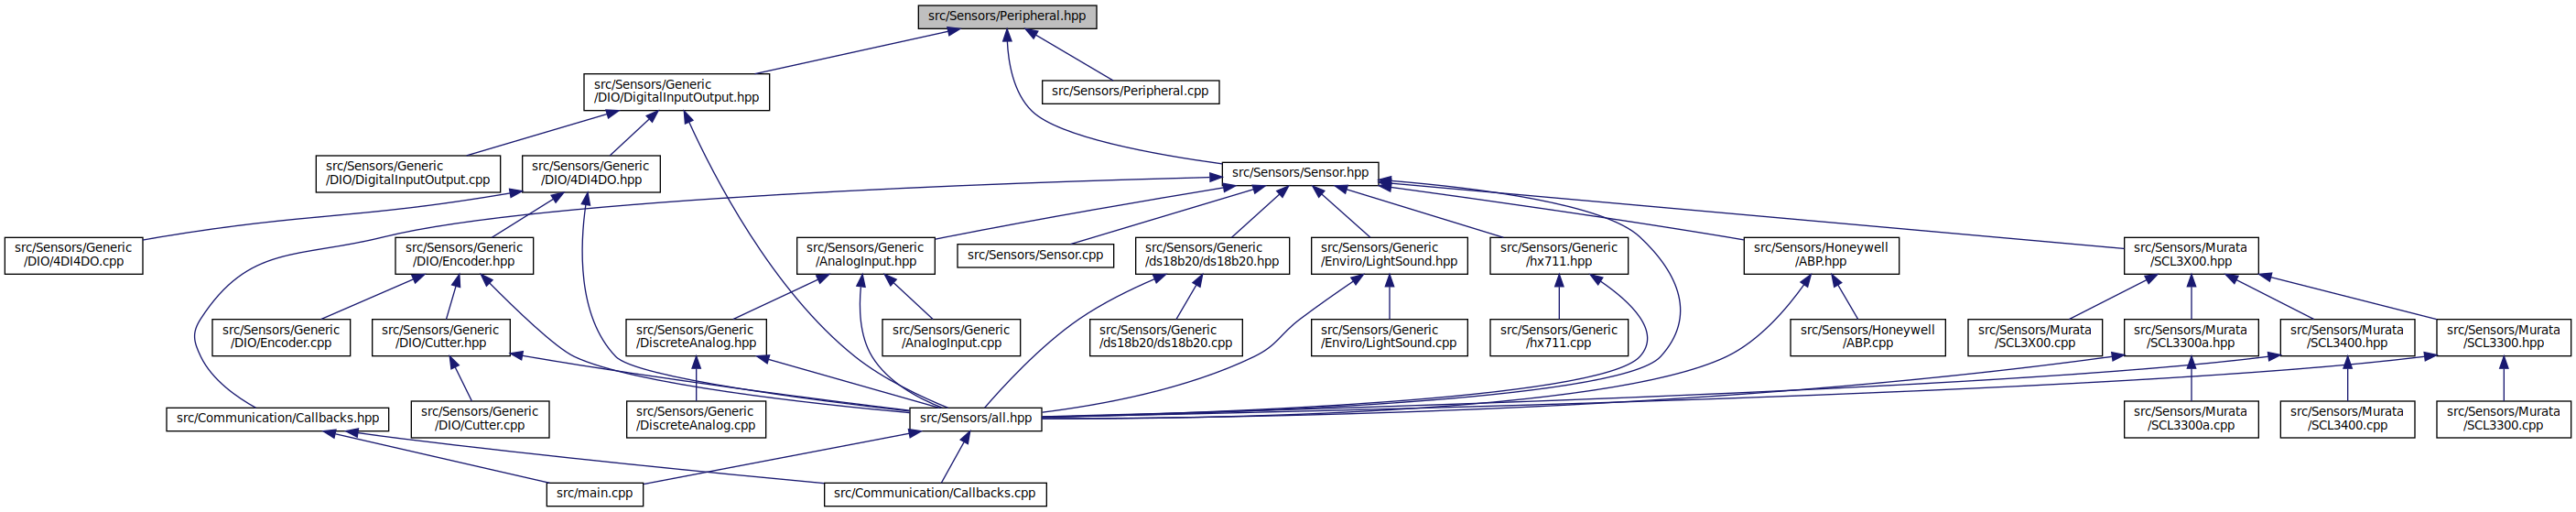 src/Sensors/Peripheral.hpp
src/Sensors/Generic
/DIO/DigitalInputOutput.hpp
src/Sensors/Peripheral.cpp
src/Sensors/Generic
/DIO/DigitalInputOutput.cpp
src/Sensors/Generic
/DIO/4DI4DO.hpp
src/Sensors/Sensor.hpp
src/Sensors/Generic
/DIO/4DI4DO.cpp
src/Sensors/Generic
/DIO/Encoder.hpp
src/Sensors/Generic
/AnalogInput.hpp
src/Sensors/Sensor.cpp
src/Sensors/Generic
/ds18b20/ds18b20.hpp
src/Sensors/Generic
/Enviro/LightSound.hpp
src/Sensors/Generic
/hx711.hpp
src/Sensors/Honeywell
/ABP.hpp
src/Sensors/Murata
/SCL3X00.hpp
src/Sensors/Generic
/DIO/Encoder.cpp
src/Sensors/Generic
/DIO/Cutter.hpp
src/Sensors/Generic
/DiscreteAnalog.hpp
src/Sensors/Generic
/AnalogInput.cpp
src/Sensors/Generic
/ds18b20/ds18b20.cpp
src/Sensors/Generic
/Enviro/LightSound.cpp
src/Sensors/Generic
/hx711.cpp
src/Sensors/Honeywell
/ABP.cpp
src/Sensors/Murata
/SCL3X00.cpp
src/Sensors/Murata
/SCL3300a.hpp
src/Sensors/Murata
/SCL3400.hpp
src/Sensors/Murata
/SCL3300.hpp
src/Communication/Callbacks.hpp
src/Sensors/Generic
/DIO/Cutter.cpp
src/Sensors/Generic
/DiscreteAnalog.cpp
src/Sensors/all.hpp
src/Sensors/Murata
/SCL3300a.cpp
src/Sensors/Murata
/SCL3400.cpp
src/Sensors/Murata
/SCL3300.cpp
src/main.cpp
src/Communication/Callbacks.cpp